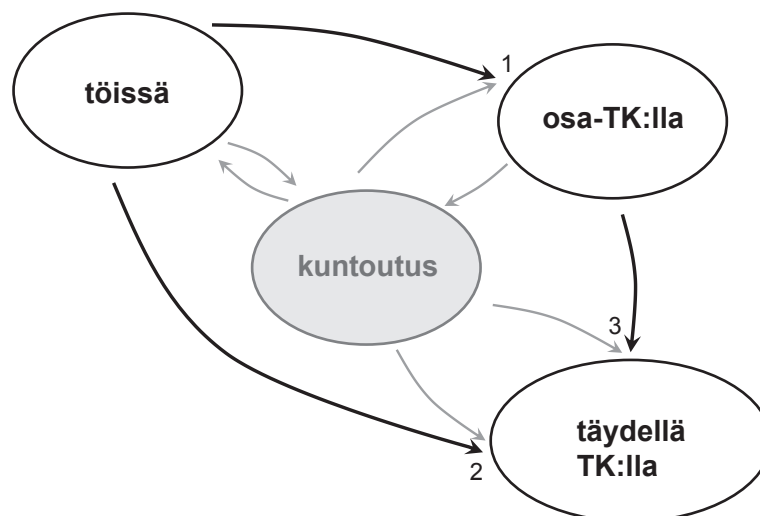 töissä
1
osa-TK:lla
kuntoutus
3
täydellä
TK:lla
2